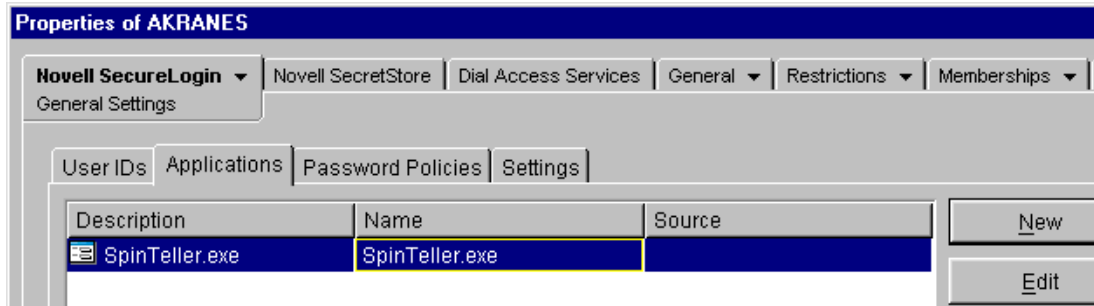 Properties of AKRANES
Novell SecureLogin Novell SecretStore Dial Access Services General Restrictions Memberships
General Settings
User IDs Applications Password Policies Settings
Description Name Source New
SpinTeller.exe SpinTeller.exe
Edit